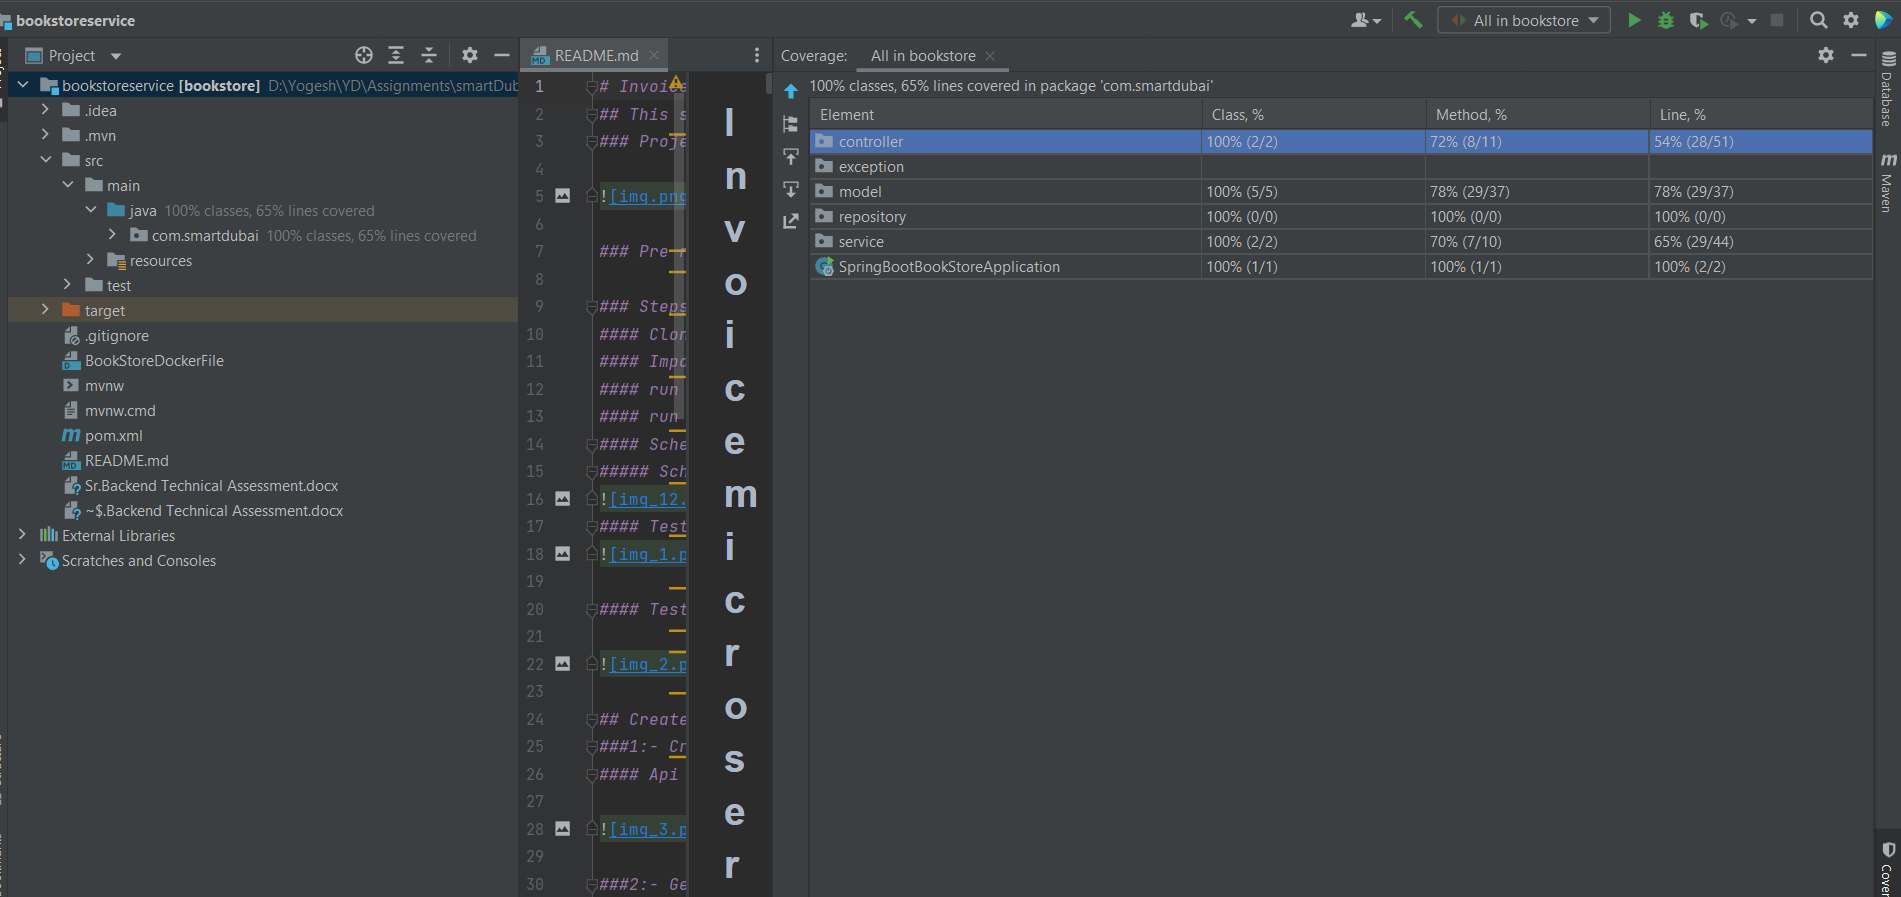 bookstoreservice
All in bookstore
Project
bookstoreservice [bookstore] D:\Yogesh\YD\Assignments\smartDub
.idea
.mvn
src
main
java 100% classes, 65% lines covered
com.smartdubai 100% classes, 65% lines covered
resources
test
target
.gitignore
BookStoreDockerFile
mvnw
mvnw.cmd
pom.xml
README.md
Sr.Backend Technical Assessment.docx
~$.Backend Technical Assessment.docx
External Libraries
Scratches and Consoles
README.md
1 # Invoice
2 ## This s
3 ### Proje
4
5 ![img.png
6
7 ### Pre r
8
9 ### Steps
10 #### Clon
11 #### Impo
12 #### run
13 #### run
14 #### Sche
15 ##### Sch
16 ![img_12.
17 #### Test
18 ![img_1.p
19
20 #### Test
21
22 ![img_2.p
23
24 ## Create
25 ###1:- Cr
26 #### Api
27
28 ![img_3.p
29
30 ###2:- Ge
I
n
v
o
i
c
e
m
i
c
r
o
s
e
r
Coverage: All in bookstore
100% classes, 65% lines covered in package 'com.smartdubai'
Element Class, % Method, % Line, %
controller 100% (2/2) 72% (8/11) 54% (28/51)
exception
model 100% (5/5) 78% (29/37) 78% (29/37)
repository 100% (0/0) 100% (0/0) 100% (0/0)
service 100% (2/2) 70% (7/10) 65% (29/44)
SpringBootBookStoreApplication 100% (1/1) 100% (1/1) 100% (2/2)
Database
Maven
Cover